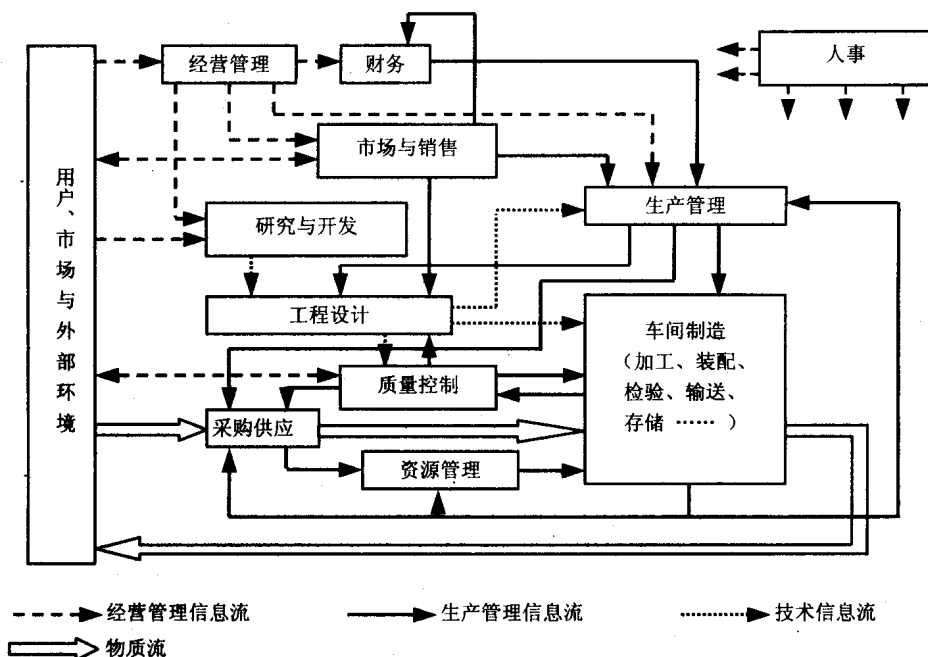 经营管理
财务
人事
市场与销售
用户、市场与外部环境
生产管理
研究与开发
工程设计
车间制造
（加工、装配、
检验、输送、
存储 ······ ）
质量控制
采购供应
资源管理
经营管理信息流
生产管理信息流
技术信息流
物质流